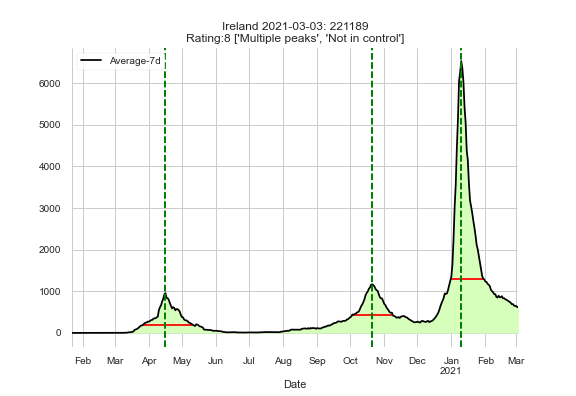 Ireland 2021-03-03: 221189
Rating:8 ['Multiple peaks', 'Not in control']
Average-7d
6000
5000
4000
3000
2000
1000
0
Feb Mar Apr May Jun Jul Aug Sep Oct Nov Dec Jan Feb Mar
2021
Date